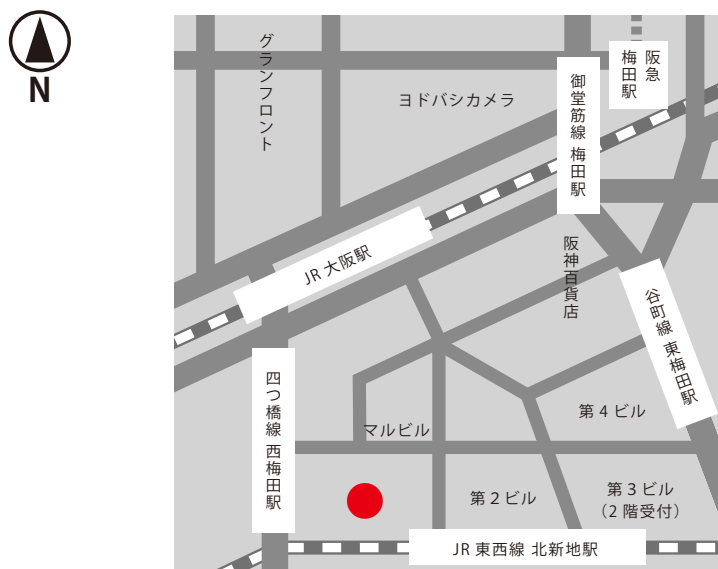 N
グランフロント
ヨドバシカメラ
御堂筋線 梅田駅
阪急
梅田駅
JR 大阪駅
阪神百貨店
谷町線 東梅田駅
四つ橋線 西梅田駅
マルビル
第４ビル
第２ビル
第３ビル
（2 階受付）
JR 東西線 北新地駅